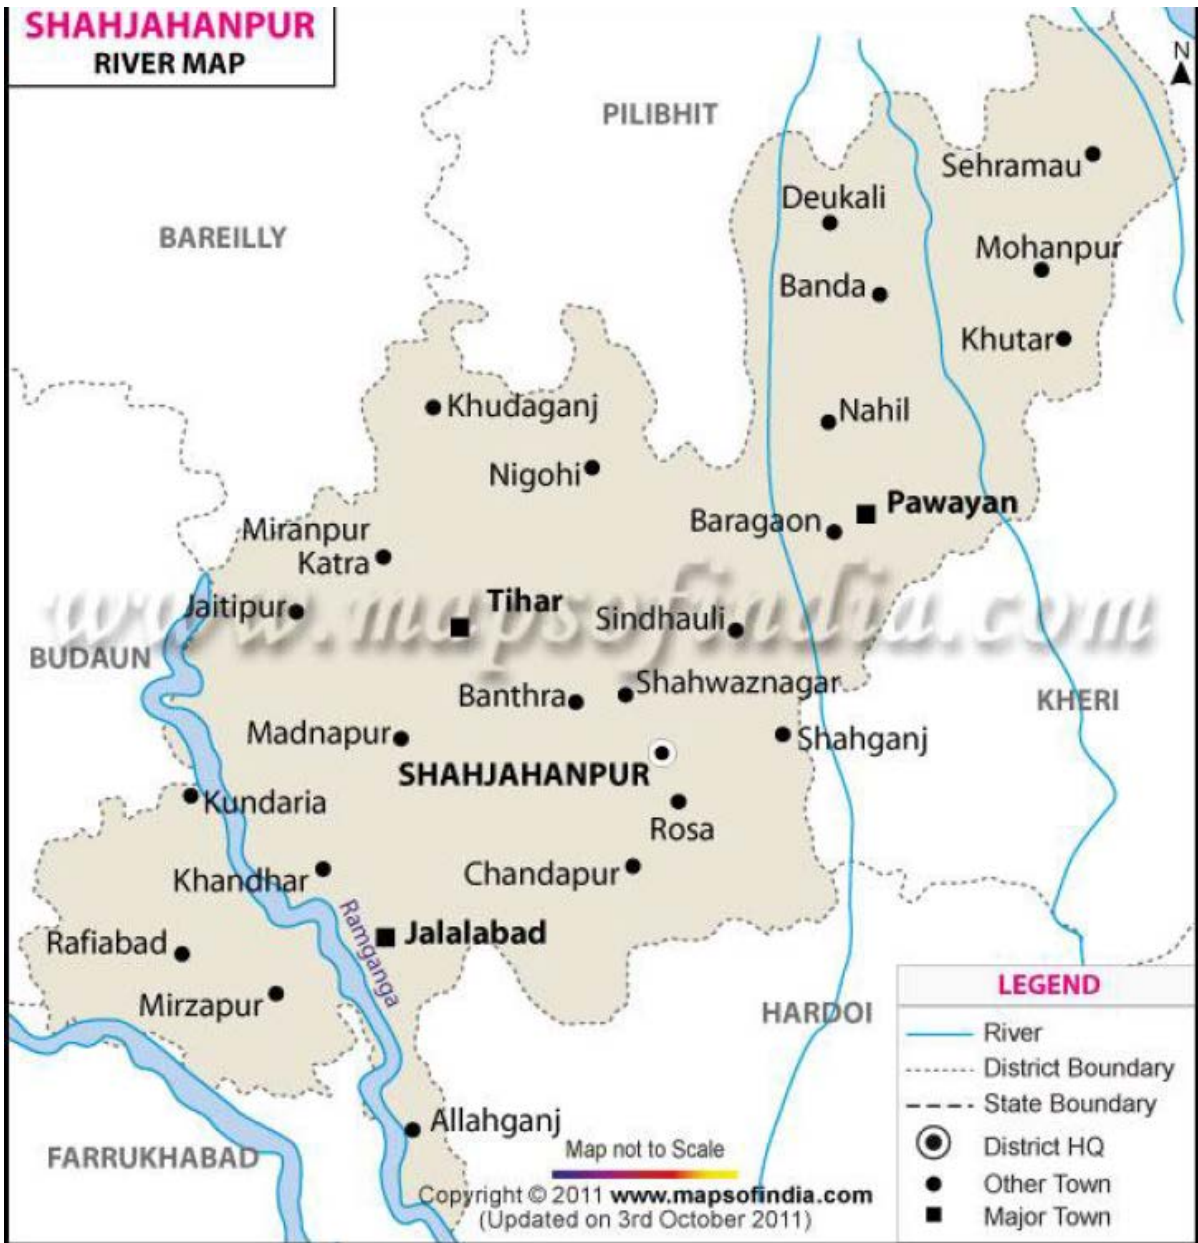 SHAHJAHANPUR
RIVER MAP
N
PILIBHIT
Sehramau
Deukali
BAREILLY
Mohanpur
Banda
Khutar
Khudaganj
Nahil
Nigohi
Pawayan
Baragaon
Miranpur
Katra
www.mapsofindia.com
Jaitipur
Tihar
Sindhauli
BUDAUN
Shahwaznagar
Banthra
KHERI
Madnapur
Shahganj
SHAHJAHANPUR
Kundaria
Rosa
Khandhar
Chandapur
Ramganga
Jalalabad
Rafiabad
Mirzapur
HARDOI
LEGEND
River
District Boundary
State Boundary
District HQ
Other Town
Major Town
Allahganj
FARRUKHABAD
Map not to Scale
Copyright © 2011 www.mapsofindia.com
(Updated on 3rd October 2011)